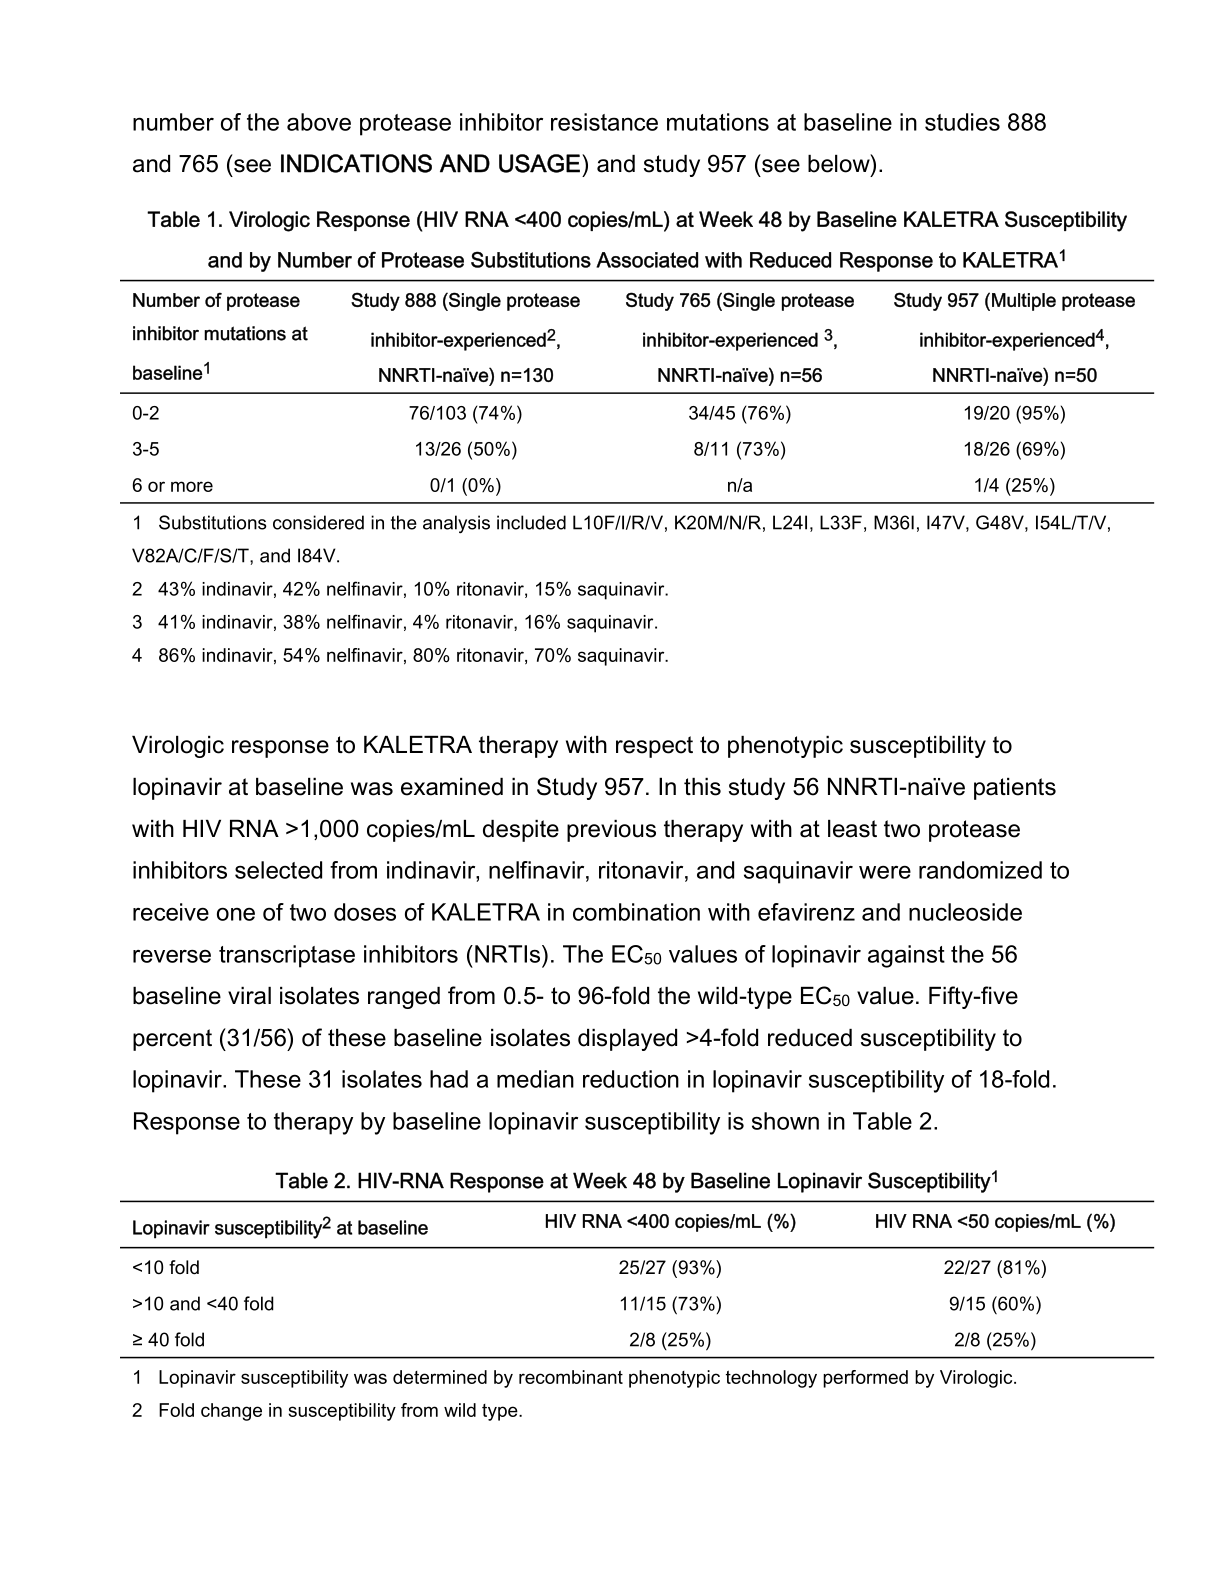 number of the above protease inhibitor resistance mutations at baseline in studies 888
and 765 (see INDICATIONS AND USAGE) and study 957 (see below).
Table 1. Virologic Response (HIV RNA <400 copies/mL) at Week 48 by Baseline KALETRA Susceptibility
and by Number of Protease Substitutions Associated with Reduced Response to KALETRA1
Number of protease inhibitor mutations at baseline1 Study 888 (Single protease inhibitor-experienced2, NNRTI-naïve) n=130 Study 765 (Single protease inhibitor-experienced 3, NNRTI-naïve) n=56 Study 957 (Multiple protease inhibitor-experienced4, NNRTI-naïve) n=50
0-2 76/103 (74%) 34/45 (76%) 19/20 (95%)
3-5 13/26 (50%) 8/11 (73%) 18/26 (69%)
6 or more 0/1 (0%) n/a 1/4 (25%)
1 Substitutions considered in the analysis included L10F/I/R/V, K20M/N/R, L24I, L33F, M36I, I47V, G48V, I54L/T/V,
V82A/C/F/S/T, and I84V.
2 43% indinavir, 42% nelfinavir, 10% ritonavir, 15% saquinavir.
3 41% indinavir, 38% nelfinavir, 4% ritonavir, 16% saquinavir.
4 86% indinavir, 54% nelfinavir, 80% ritonavir, 70% saquinavir.
Virologic response to KALETRA therapy with respect to phenotypic susceptibility to
lopinavir at baseline was examined in Study 957. In this study 56 NNRTI-naïve patients
with HIV RNA >1,000 copies/mL despite previous therapy with at least two protease
inhibitors selected from indinavir, nelfinavir, ritonavir, and saquinavir were randomized to
receive one of two doses of KALETRA in combination with efavirenz and nucleoside
reverse transcriptase inhibitors (NRTIs). The EC50 values of lopinavir against the 56
baseline viral isolates ranged from 0.5- to 96-fold the wild-type EC50 value. Fifty-five
percent (31/56) of these baseline isolates displayed >4-fold reduced susceptibility to
lopinavir. These 31 isolates had a median reduction in lopinavir susceptibility of 18-fold.
Response to therapy by baseline lopinavir susceptibility is shown in Table 2.
Table 2. HIV-RNA Response at Week 48 by Baseline Lopinavir Susceptibility1
Lopinavir susceptibility2 at baseline HIV RNA <400 copies/mL (%) HIV RNA <50 copies/mL (%)
<10 fold 25/27 (93%) 22/27 (81%)
>10 and <40 fold 11/15 (73%) 9/15 (60%)
≥ 40 fold 2/8 (25%) 2/8 (25%)
1 Lopinavir susceptibility was determined by recombinant phenotypic technology performed by Virologic.
2 Fold change in susceptibility from wild type.